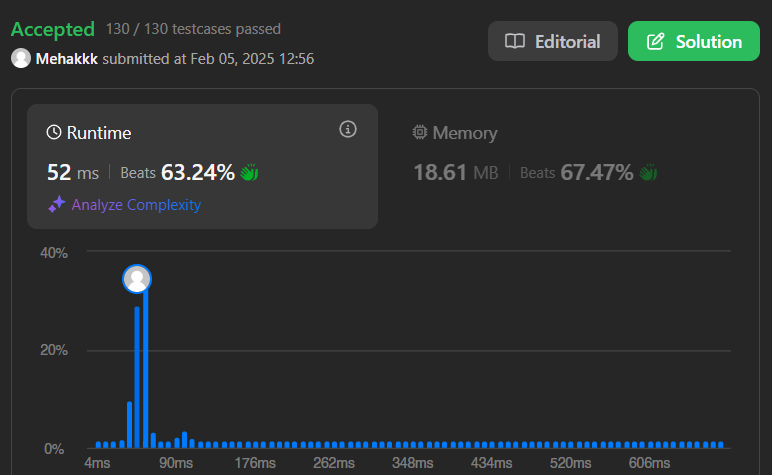 Accepted 130 / 130 testcases passed
Mehakkk submitted at Feb 05, 2025 12:56
Editorial
Solution
Runtime
52 ms Beats 63.24%
Analyze Complexity
Memory
18.61 MB Beats 67.47%
40%
20%
0%
4ms 90ms 176ms 262ms 348ms 434ms 520ms 606ms